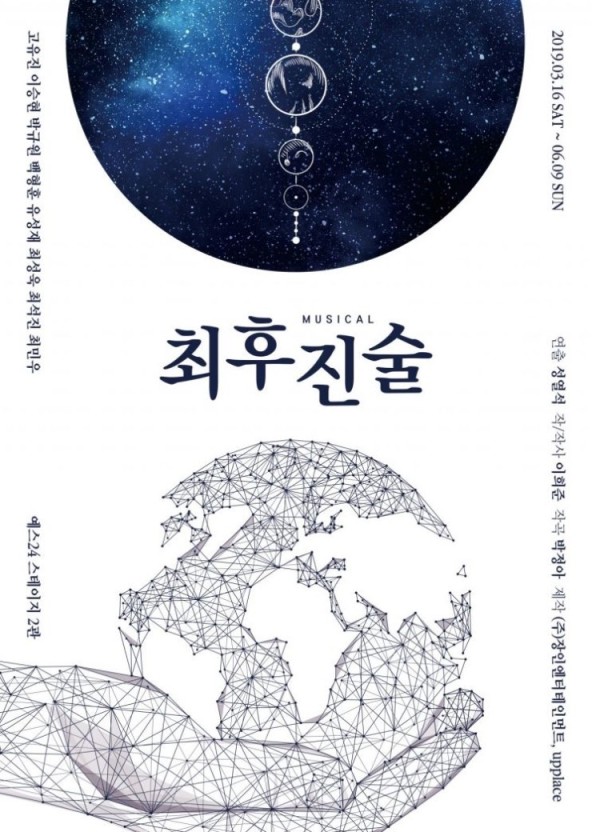 고유진 이승현 박규원 백형훈 유성재 최성욱 최석진 최민우
2019.03.16 SAT ~ 06.09 SUN
MUSICAL
최후진술
연출 성열석 작/작사 이희준 작곡 박정아 제작 (주)장인엔터테인먼트, upplace
예스24 스테이지 2관